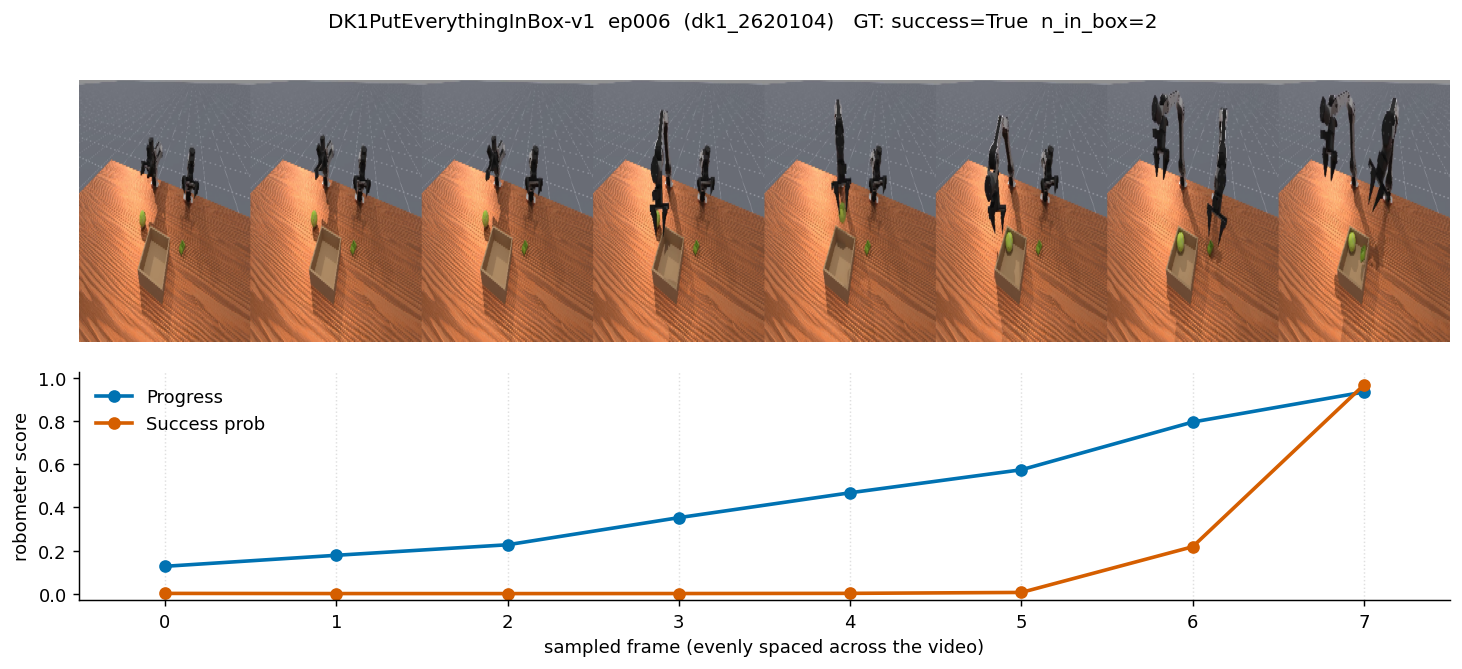 DK1PutEverythingInBox-v1  ep006  (dk1_2620104)   GT: success=True  n_in_box=2
1.0
0.8
0.6
0.4
0.2
0.0
robometer score
Progress
Success prob
0 1 2 3 4 5 6 7
sampled frame (evenly spaced across the video)